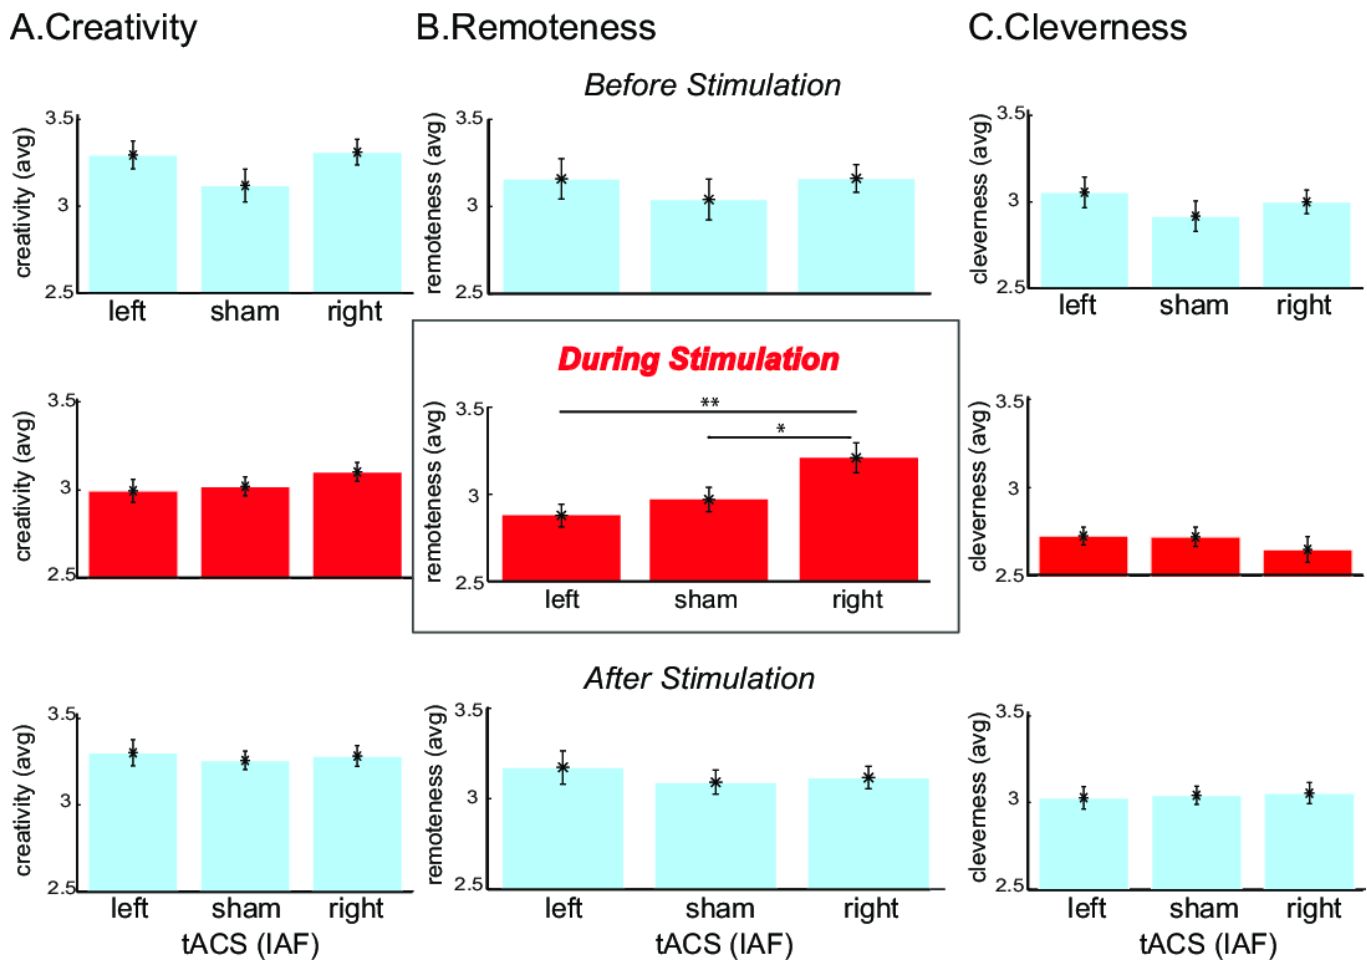 A.Creativity
B.Remoteness
C.Cleverness
Before Stimulation
creativity (avg)
3.5
3
2.5
left sham right
remoteness (avg)
3.5
3
2.5
cleverness (avg)
3.5
3
2.5
left sham right
During Stimulation
creativity (avg)
3.5
3
2.5
remoteness (avg)
3.5
3
2.5
**
*
left sham right
cleverness (avg)
3.5
3
2.5
After Stimulation
creativity (avg)
3.5
3
2.5
left sham right
tACS (IAF)
remoteness (avg)
3.5
3
2.5
left sham right
tACS (IAF)
cleverness (avg)
3.5
3
2.5
left sham right
tACS (IAF)